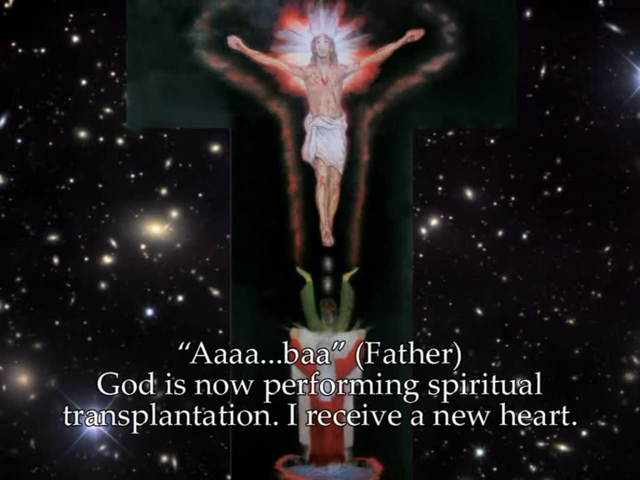 “Aaaa...baa” (Father)
God is now performing spiritual
transplantation. I receive a new heart.